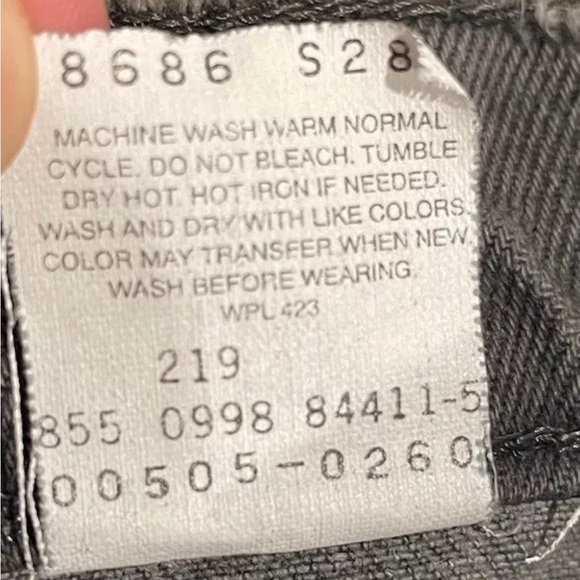 8686 S28
MACHINE WASH WARM NORMAL
CYCLE. DO NOT BLEACH. TUMBLE
DRY HOT. HOT IRON IF NEEDED.
WASH AND DRY WITH LIKE COLORS.
COLOR MAY TRANSFER WHEN NEW.
WASH BEFORE WEARING.
WPL 423
219
855 0998 84411-5
00505-0260